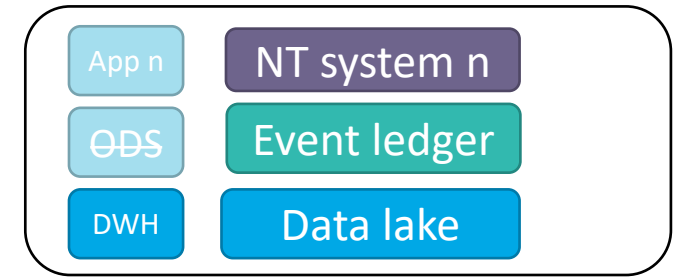 App n
NT system n
ODS
Event ledger
DWH
Data lake